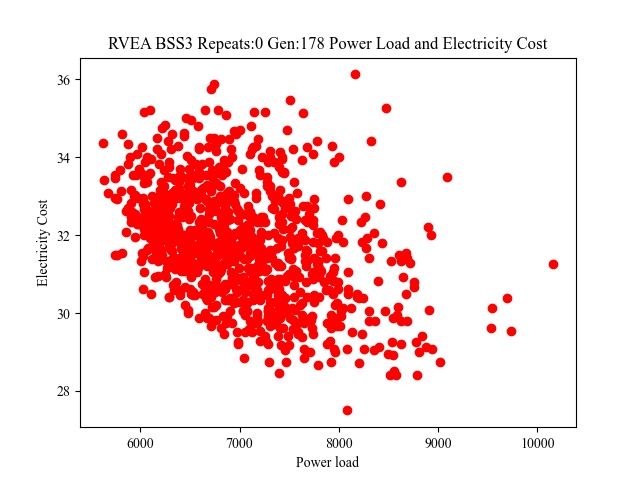 RVEA BSS3 Repeats:0 Gen:178 Power Load and Electricity Cost
36
34
32
30
28
Electricity Cost
6000 7000 8000 9000 10000
Power load